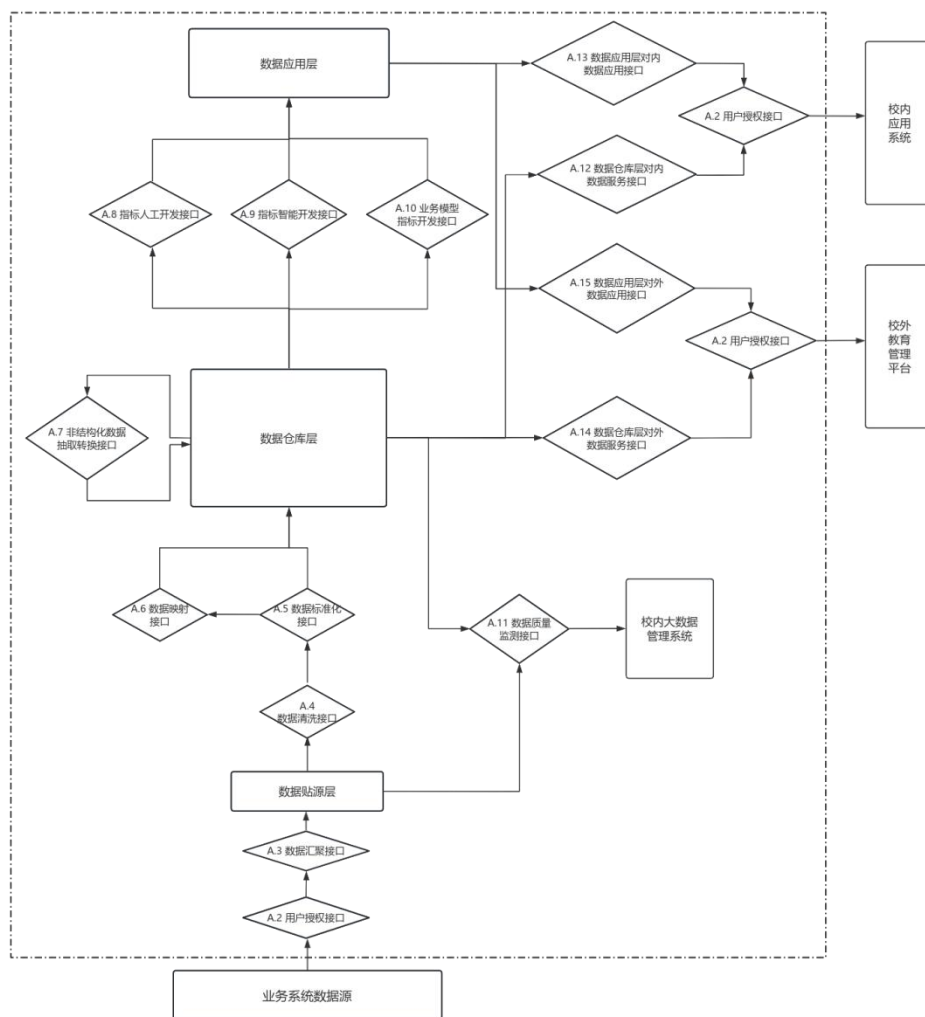 数据应用层
A.13 数据应用层对内
数据应用接口
A.2 用户授权接口
校内
应用
系统
A.12 数据仓库层对内
数据服务接口
A.8 指标人工开发接口
A.9 指标智能开发接口
A.10 业务模型
指标开发接口
A.15 数据应用层对外
数据应用接口
A.2 用户授权接口
校外
教育
管理
平台
A.7 非结构化数据
抽取转换接口
数据仓库层
A.14 数据仓库层对外
数据服务接口
A.6 数据映射
接口
A.5 数据标准化
接口
A.11 数据质量
监测接口
校内大数据
管理系统
A.4
数据清洗接口
数据贴源层
A.3 数据汇聚接口
A.2 用户授权接口
业务系统数据源